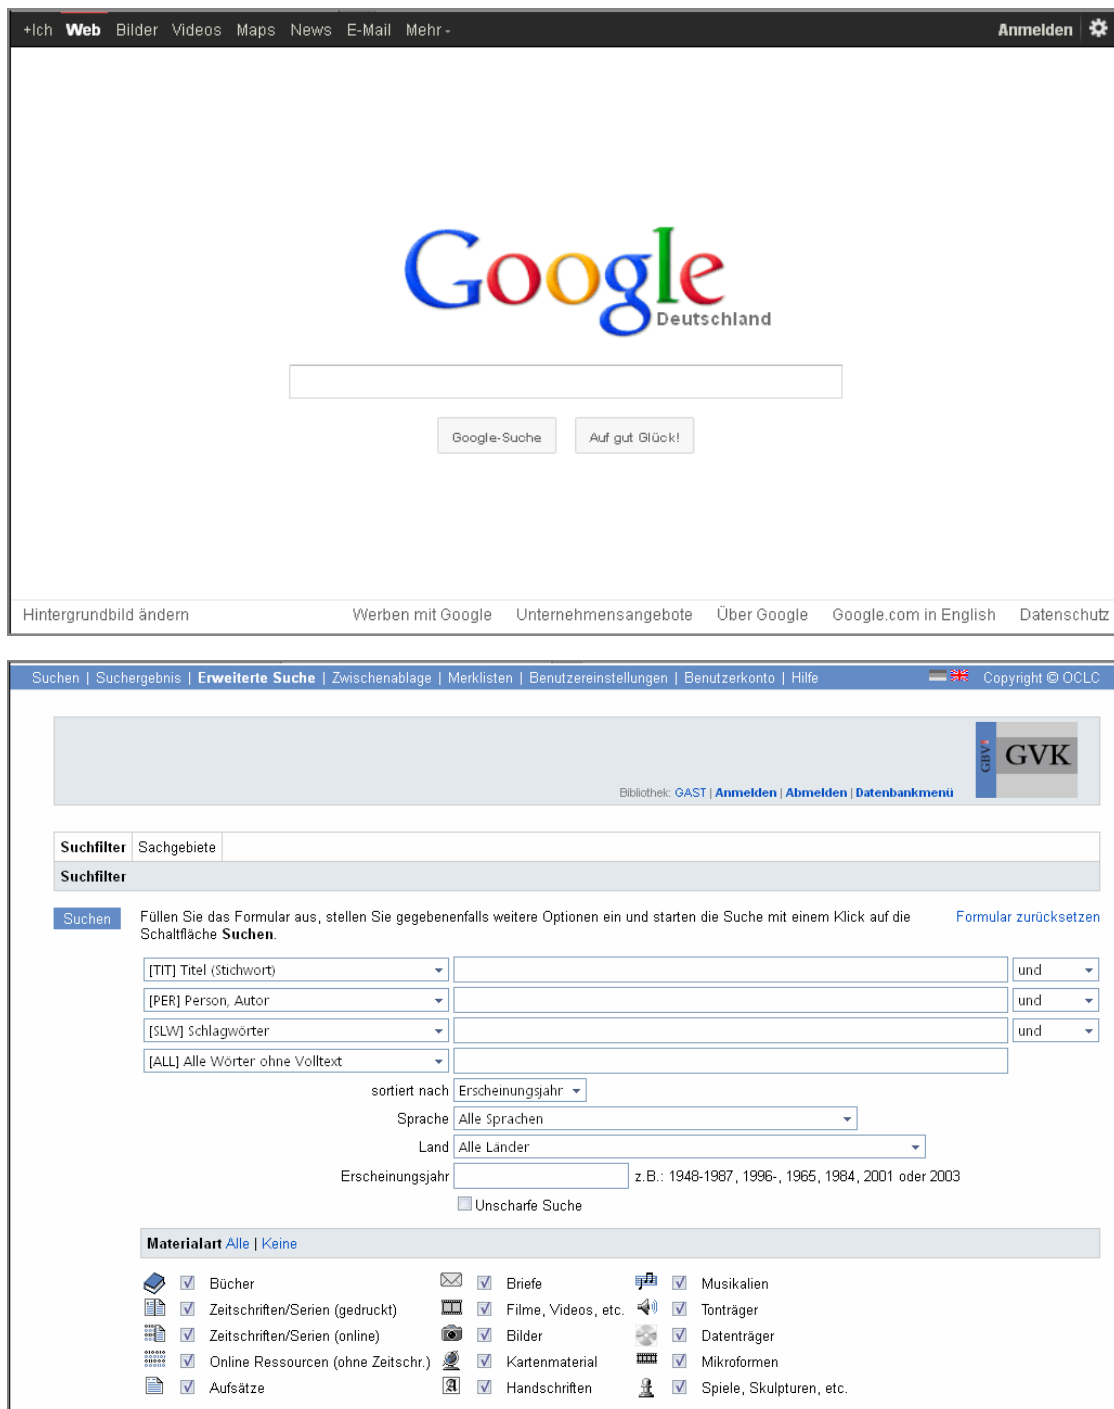 +Ich Web Bilder Videos Maps News E-Mail Mehr Anmelden
Google
Deutschland
Google-Suche Auf gut Glück!
Hintergrundbild ändern Werben mit Google Unternehmensangebote Über Google Google.com in English Datenschutz
Suchen | Suchergebnis | Erweiterte Suche | Zwischenablage | Merklisten | Benutzereinstellungen | Benutzerkonto | Hilfe Copyright © OCLC
GBV GVK
Bibliothek: GAST | Anmelden | Abmelden | Datenbankmenü
Suchfilter Sachgebiete
Suchfilter
Suchen Füllen Sie das Formular aus, stellen Sie gegebenenfalls weitere Optionen ein und starten die Suche mit einem Klick auf die Formular zurücksetzen
Schaltfläche Suchen.
[TIT] Titel (Stichwort) und
[PER] Person, Autor und
[SLW] Schlagwörter und
[ALL] Alle Wörter ohne Volltext
sortiert nach Erscheinungsjahr
Sprache Alle Sprachen
Land Alle Länder
Erscheinungsjahr z.B.: 1948-1987, 1996-, 1965, 1984, 2001 oder 2003
Unscharfe Suche
Materialart Alle | Keine
Bücher Briefe Musikalien
Zeitschriften/Serien (gedruckt) Filme, Videos, etc. Tonträger
Zeitschriften/Serien (online) Bilder Datenträger
Online Ressourcen (ohne Zeitschr.) Kartenmaterial Mikroformen
Aufsätze Handschriften Spiele, Skulpturen, etc.